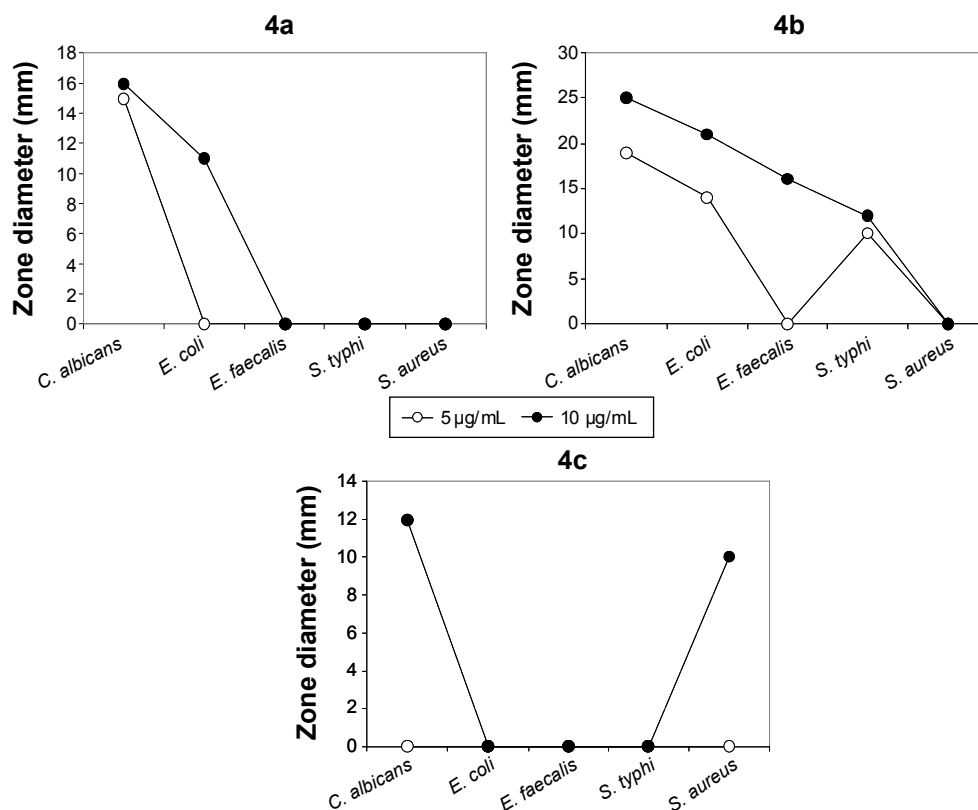 4a
Zone diameter (mm)
18
16
14
12
10
8
6
4
2
0
C. albicans
E. coli
E. faecalis
S. typhi
S. aureus
4b
Zone diameter (mm)
30
25
20
15
10
5
0
C. albicans
E. coli
E. faecalis
S. typhi
S. aureus
5 µg/mL 10 µg/mL
4c
Zone diameter (mm)
14
12
10
8
6
4
2
0
C. albicans
E. coli
E. faecalis
S. typhi
S. aureus